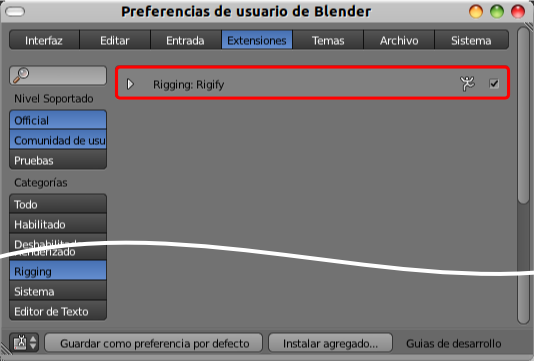 Preferencias de usuario de Blender
Interfaz Editar Entrada Extensiones Temas Archivo Sistema
Rigging: Rigify
Nivel Soportado
Official
Comunidad de usu
Pruebas
Categorías
Todo
Habilitado
Deshabilitado
Renderizado
Rigging
Sistema
Editor de Texto
Guardar como preferencia por defecto Instalar agregado... Guias de desarrollo